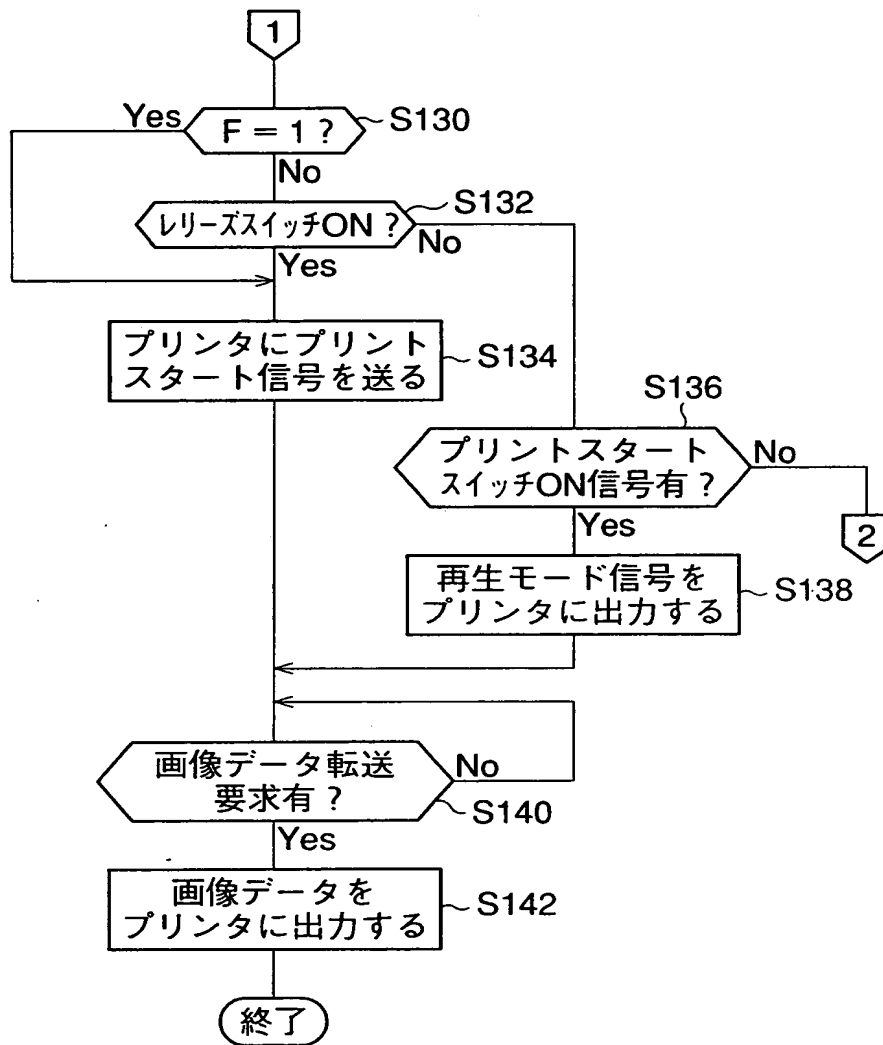 1
Yes
F = 1 ?
S130
No
レリーズスイッチON ?
S132
No
Yes
プリンタにプリント
スタート信号を送る
S134
S136
プリントスタート
スイッチON信号有 ?
No
Yes
2
再生モード信号を
プリンタに出力する
S138
画像データ転送
要求有 ?
No
S140
Yes
画像データを
プリンタに出力する
S142
終了